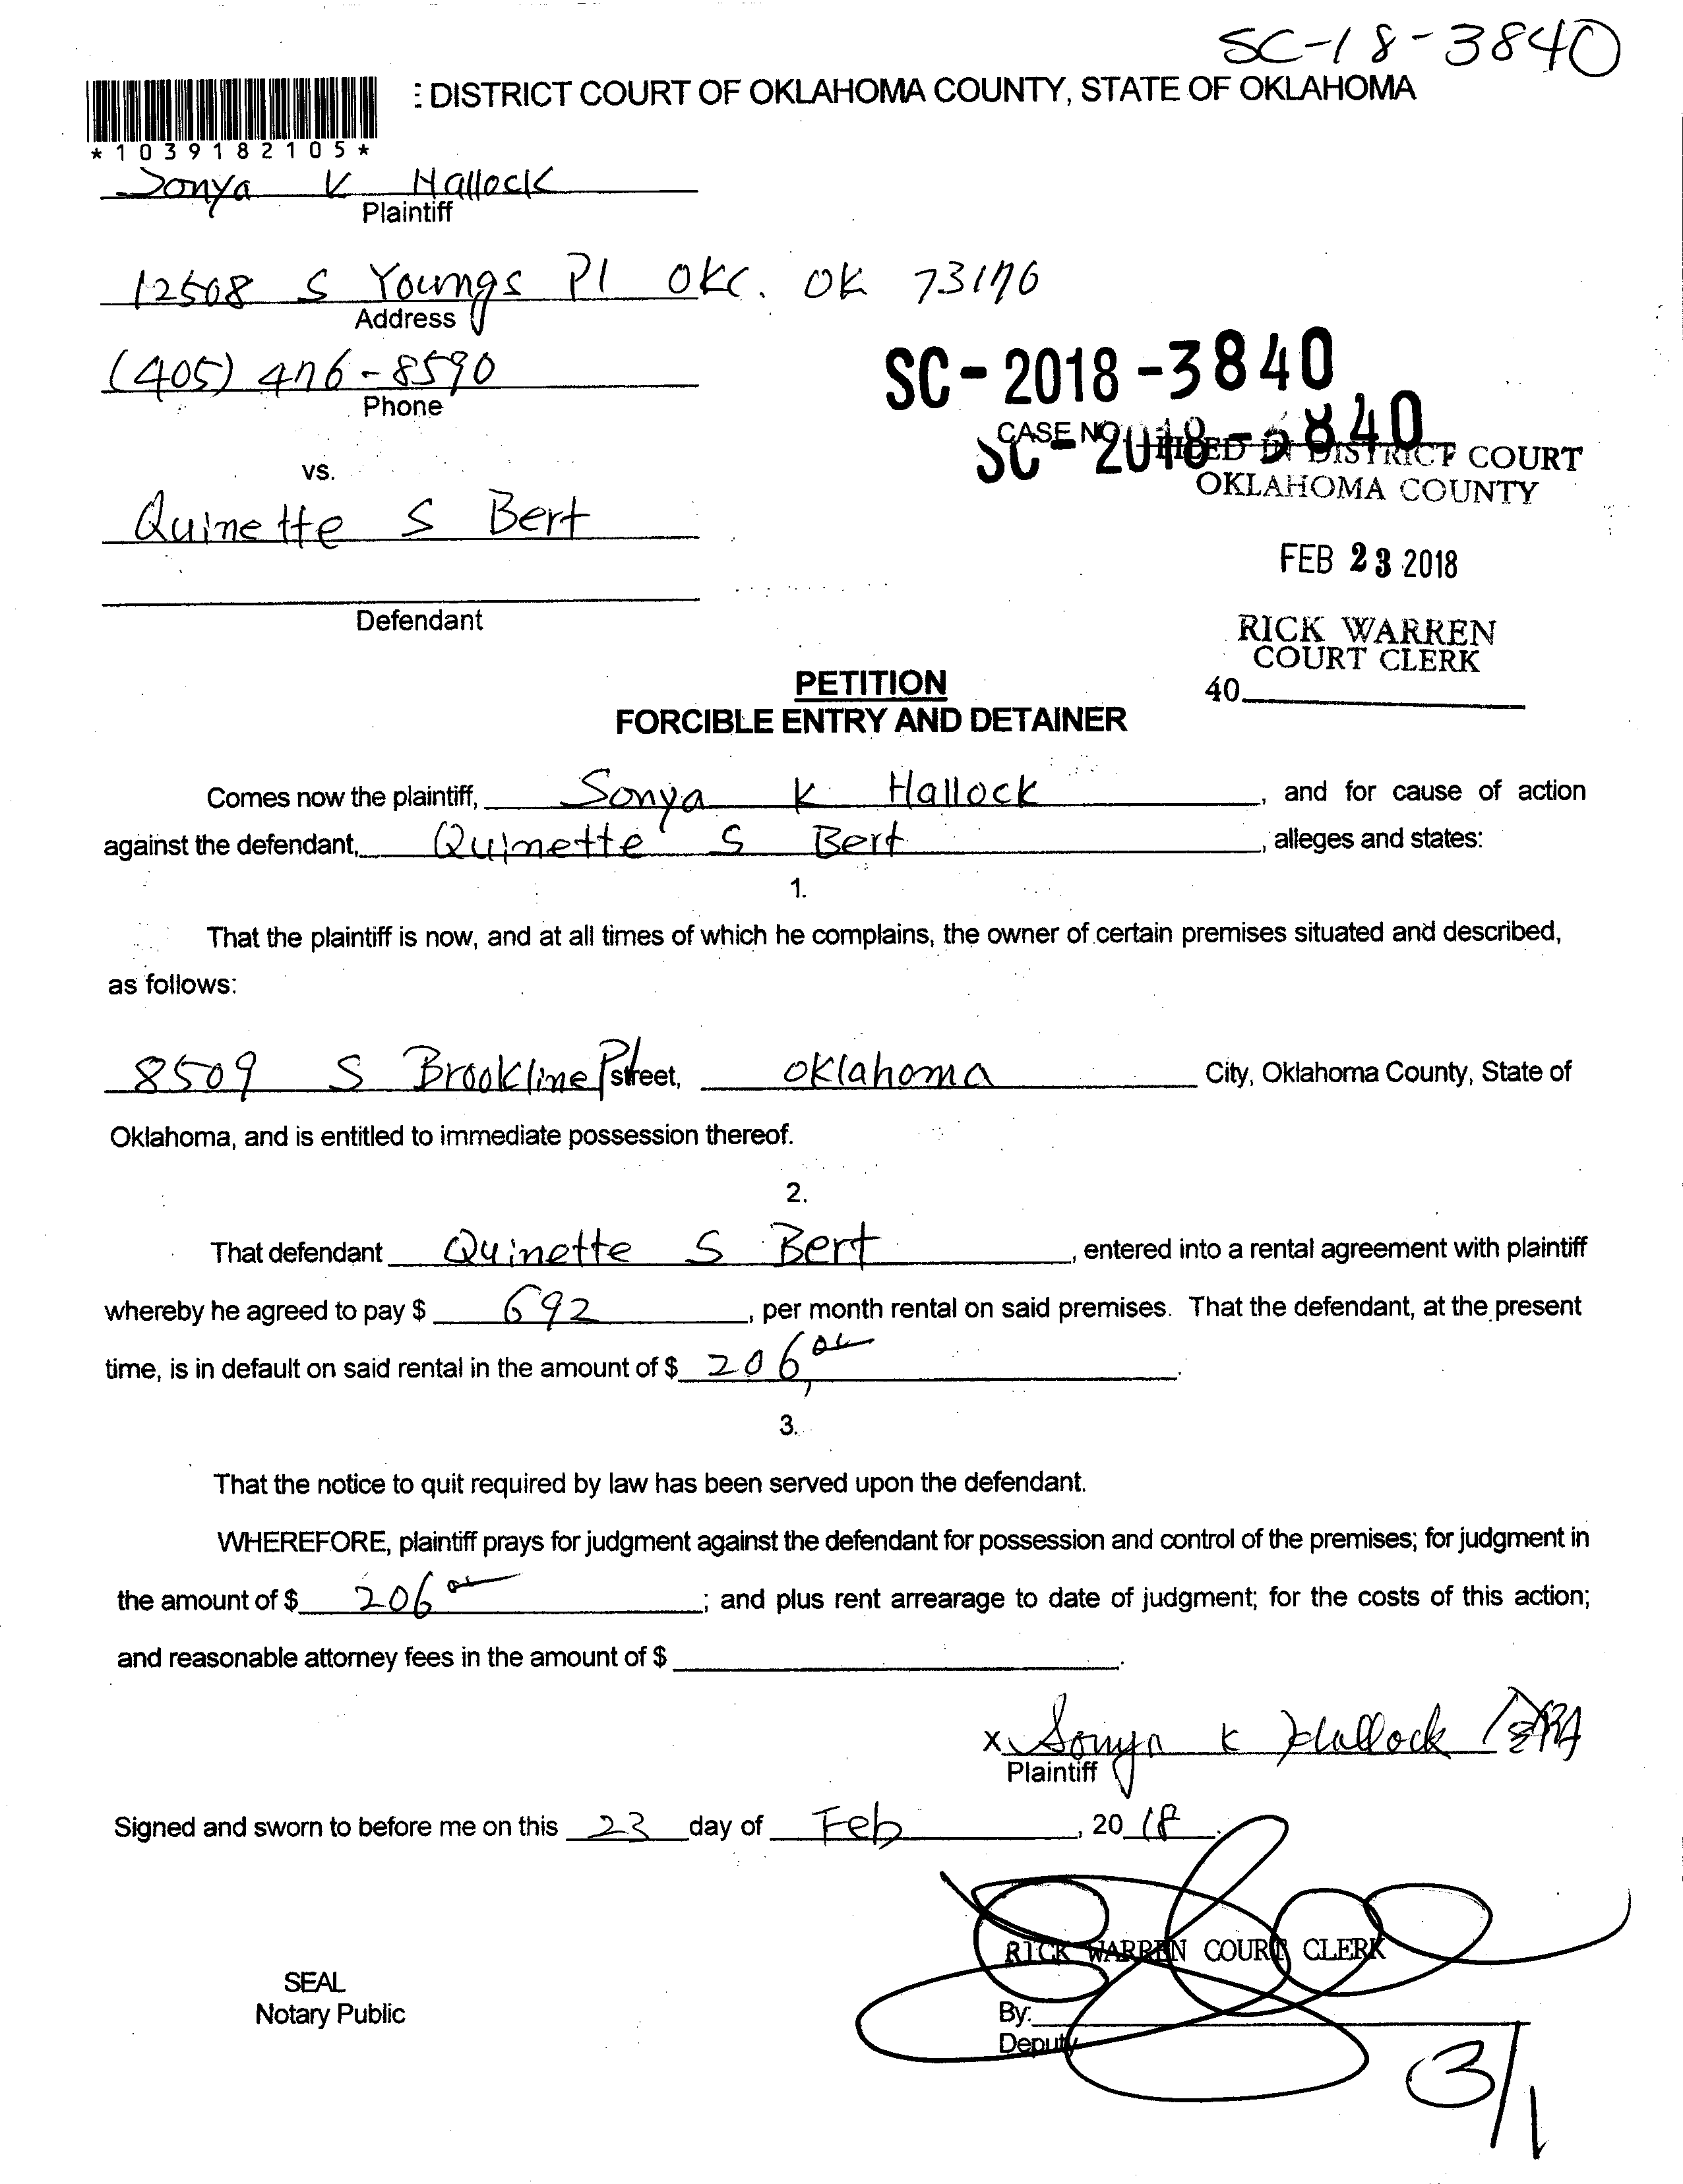 SC-18-3840
: DISTRICT COURT OF OKLAHOMA COUNTY, STATE OF OKLAHOMA
*1039182105*
Sonya K Hallock
Plaintiff
12508 S Youngs Pl OKC. OK 73170
Address
(405) 476-8590
Phone
SC-2018-3840
CASE NO.
SC-2018-3840
FILED IN DISTRICT COURT
OKLAHOMA COUNTY
vs.
Quinette S Bert
FEB 23 2018
Defendant
RICK WARREN
COURT CLERK
40
PETITION
FORCIBLE ENTRY AND DETAINER
Comes now the plaintiff, Sonya K Hallock, and for cause of action
against the defendant, Quinette S Bert, alleges and states:
1.
That the plaintiff is now, and at all times of which he complains, the owner of certain premises situated and described,
as follows:
8509 S Brookline Pl street, Oklahoma City, Oklahoma County, State of
Oklahoma, and is entitled to immediate possession thereof.
2.
That defendant Quinette S Bert, entered into a rental agreement with plaintiff
whereby he agreed to pay $ 692, per month rental on said premises. That the defendant, at the present
time, is in default on said rental in the amount of $ 206.
3.
That the notice to quit required by law has been served upon the defendant.
WHEREFORE, plaintiff prays for judgment against the defendant for possession and control of the premises; for judgment in
the amount of $ 206; and plus rent arrearage to date of judgment; for the costs of this action;
and reasonable attorney fees in the amount of $ .
x Sonya K Hallock
Plaintiff
Signed and sworn to before me on this 23 day of Feb, 2018.
RICK WARREN COURT CLERK
SEAL
Notary Public
By:
Deputy
3/1